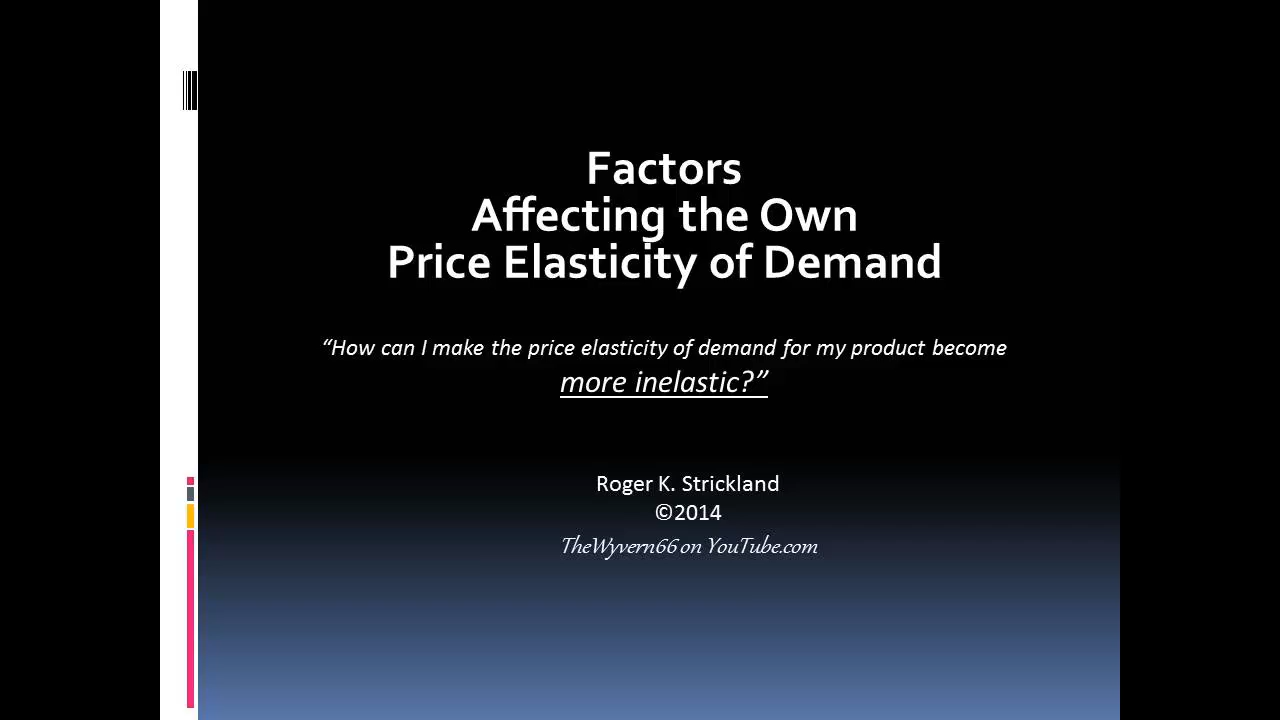 Factors
Affecting the Own
Price Elasticity of Demand
“How can I make the price elasticity of demand for my product become
more inelastic?”
Roger K. Strickland
©2014
TheWyvern66 on YouTube.com